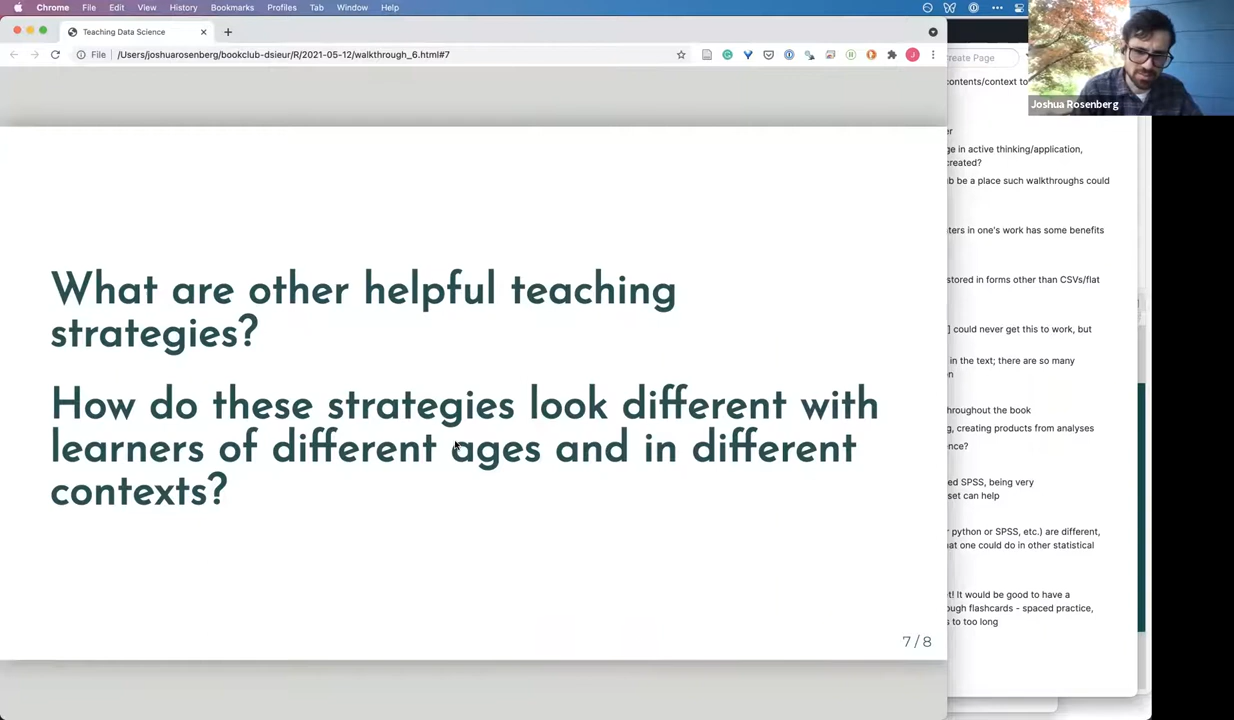 Chrome File Edit View History Bookmarks Profiles Tab Window Help
Teaching Data Science
File /Users/joshuarosenberg/bookclub-dsieur/R/2021-05-12/walkthrough_6.html#7
J
What are other helpful teaching
strategies?
How do these strategies look different with
learners of different ages and in different
contexts?
7 / 8
Create Page
contents/context to
er
ge in active thinking/application,
created?
b be a place such walkthroughs could
ters in one's work has some benefits
stored in forms other than CSVs/flat
] could never get this to work, but
in the text; there are so many
on
hroughout the book
g, creating products from analyses
nce?
ed SPSS, being very
set can help
r python or SPSS, etc.) are different,
hat one could do in other statistical
t! It would be good to have a
ough flashcards - spaced practice,
s to too long
Joshua Rosenberg